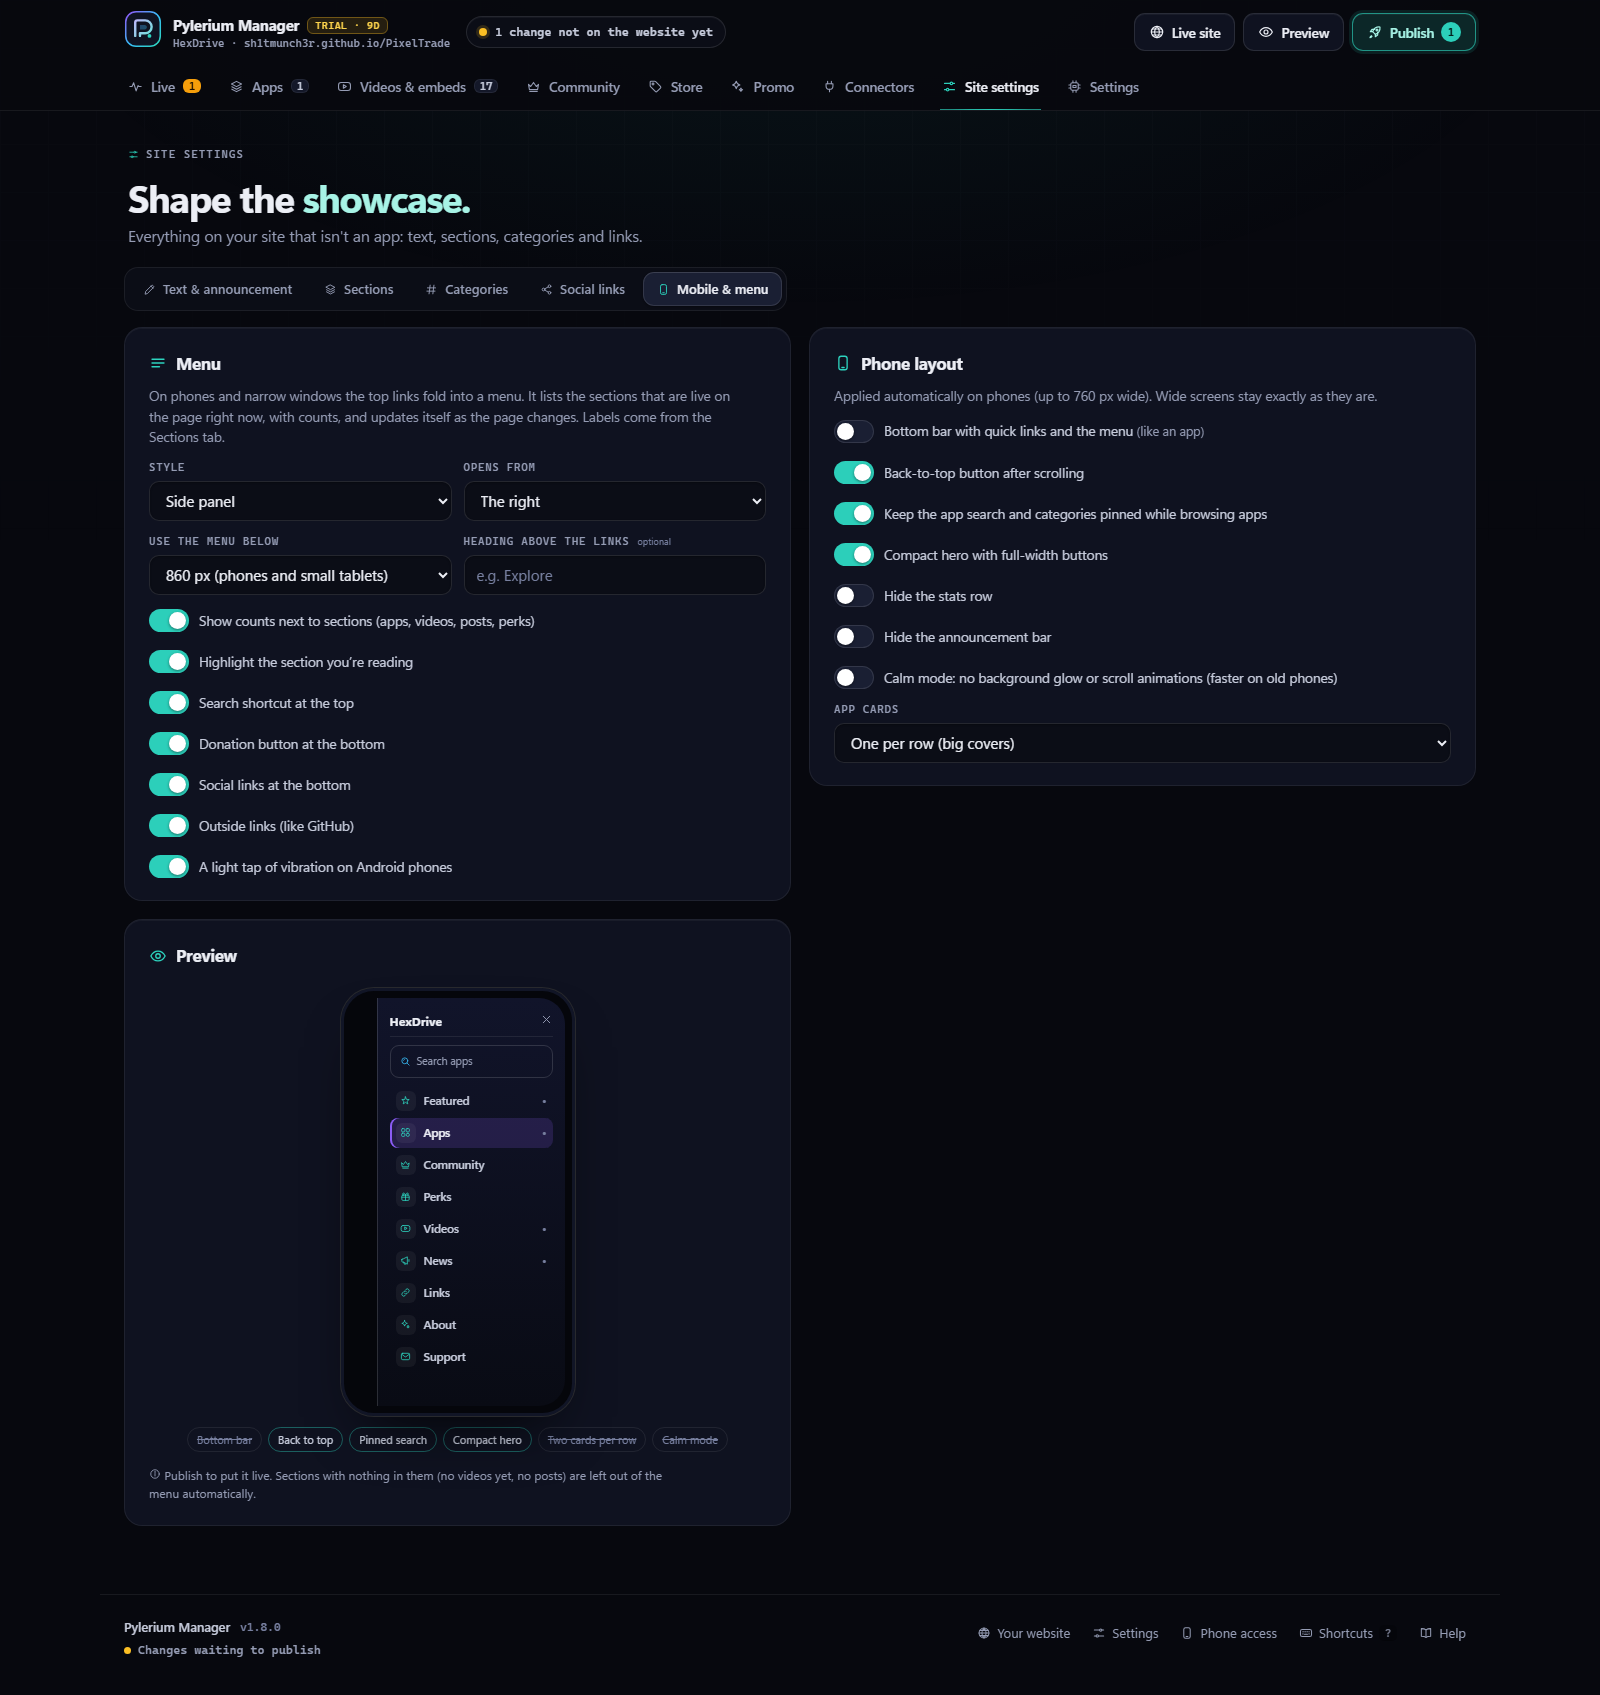 Pylerium Manager TRIAL · 9D
HexDrive · sh1tmunch3r.github.io/PixelTrade
1 change not on the website yet
Live site
Preview
Publish 1
Live 1
Apps 1
Videos & embeds 17
Community
Store
Promo
Connectors
Site settings
Settings
SITE SETTINGS
Shape the showcase.
Everything on your site that isn't an app: text, sections, categories and links.
Text & announcement
Sections
Categories
Social links
Mobile & menu
Menu
On phones and narrow windows the top links fold into a menu. It lists the sections that are live on
the page right now, with counts, and updates itself as the page changes. Labels come from the
Sections tab.
STYLE
OPENS FROM
Side panel
The right
USE THE MENU BELOW
HEADING ABOVE THE LINKS optional
860 px (phones and small tablets)
e.g. Explore
Show counts next to sections (apps, videos, posts, perks)
Highlight the section you're reading
Search shortcut at the top
Donation button at the bottom
Social links at the bottom
Outside links (like GitHub)
A light tap of vibration on Android phones
Phone layout
Applied automatically on phones (up to 760 px wide). Wide screens stay exactly as they are.
Bottom bar with quick links and the menu (like an app)
Back-to-top button after scrolling
Keep the app search and categories pinned while browsing apps
Compact hero with full-width buttons
Hide the stats row
Hide the announcement bar
Calm mode: no background glow or scroll animations (faster on old phones)
APP CARDS
One per row (big covers)
Preview
HexDrive
Search apps
Featured
Apps
Community
Perks
Videos
News
Links
About
Support
Bottom bar
Back to top
Pinned search
Compact hero
Two cards per row
Calm mode
Publish to put it live. Sections with nothing in them (no videos yet, no posts) are left out of the
menu automatically.
Pylerium Manager v1.8.0
Changes waiting to publish
Your website
Settings
Phone access
Shortcuts ?
Help